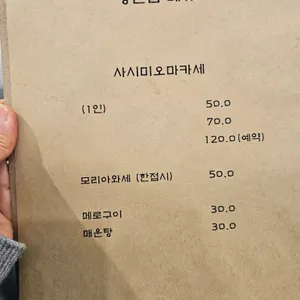 사시미오마카세
(1인) 50.0
70.0
120.0(예약)
모리아와세 (한접시) 50.0
메로구이 30.0
매운탕 30.0